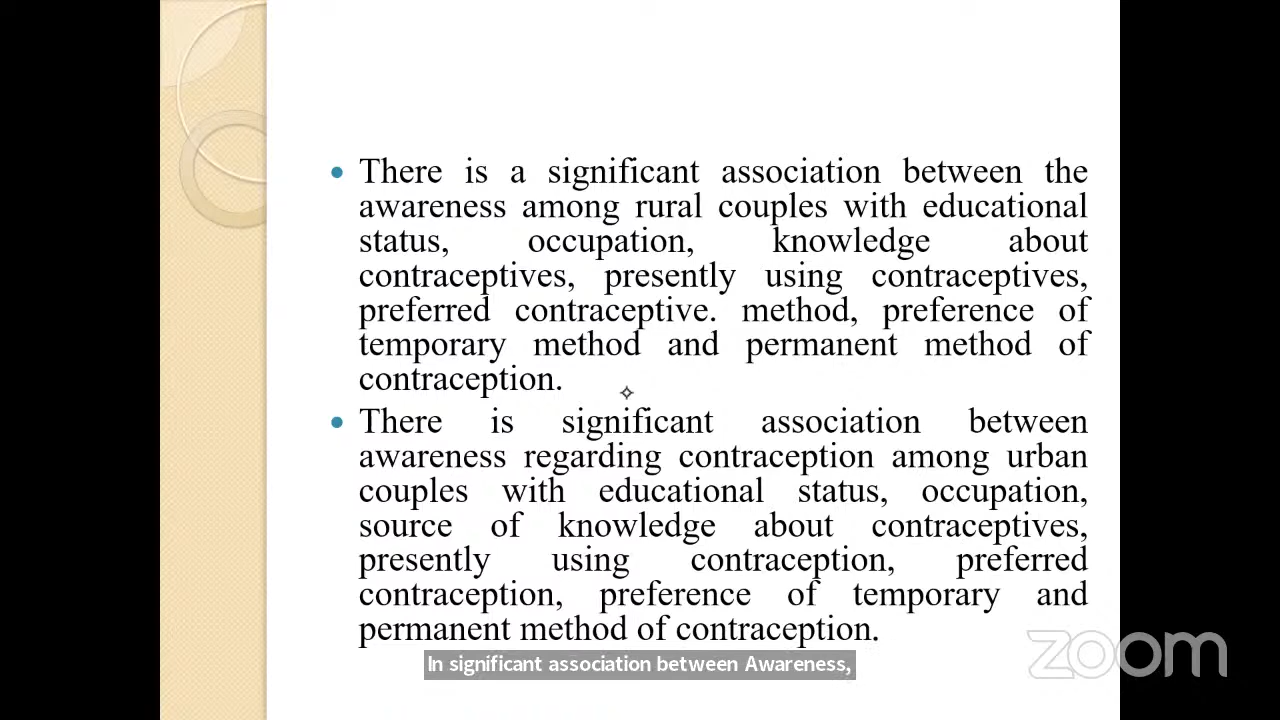 There is a significant association between the
awareness among rural couples with educational
status, occupation, knowledge about
contraceptives, presently using contraceptives,
preferred contraceptive. method, preference of
temporary method and permanent method of
contraception.
There is significant association between
awareness regarding contraception among urban
couples with educational status, occupation,
source of knowledge about contraceptives,
presently using contraception, preferred
contraception, preference of temporary and
permanent method of contraception.
zoom
In significant association between Awareness,